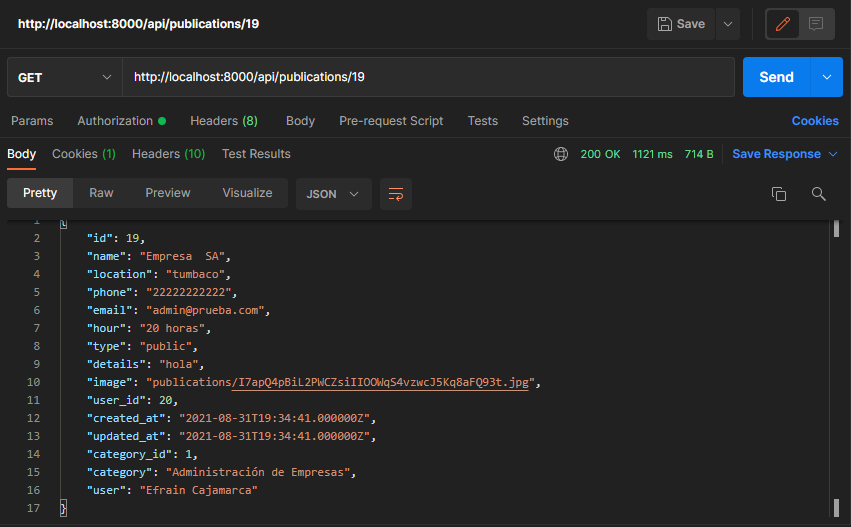 http://localhost:8000/api/publications/19
Save
GET
http://localhost:8000/api/publications/19
Send
Params Authorization Headers (8) Body Pre-request Script Tests Settings Cookies
Body Cookies (1) Headers (10) Test Results 200 OK 1121 ms 714 B Save Response
Pretty Raw Preview Visualize JSON
1 {
2 "id": 19,
3 "name": "Empresa  SA",
4 "location": "tumbaco",
5 "phone": "22222222222",
6 "email": "admin@prueba.com",
7 "hour": "20 horas",
8 "type": "public",
9 "details": "hola",
10 "image": "publications/I7apQ4pBiL2PWCZsiIIOOWqS4vzwcJ5Kq8aFQ93t.jpg",
11 "user_id": 20,
12 "created_at": "2021-08-31T19:34:41.000000Z",
13 "updated_at": "2021-08-31T19:34:41.000000Z",
14 "category_id": 1,
15 "category": "Administración de Empresas",
16 "user": "Efrain Cajamarca"
17 }